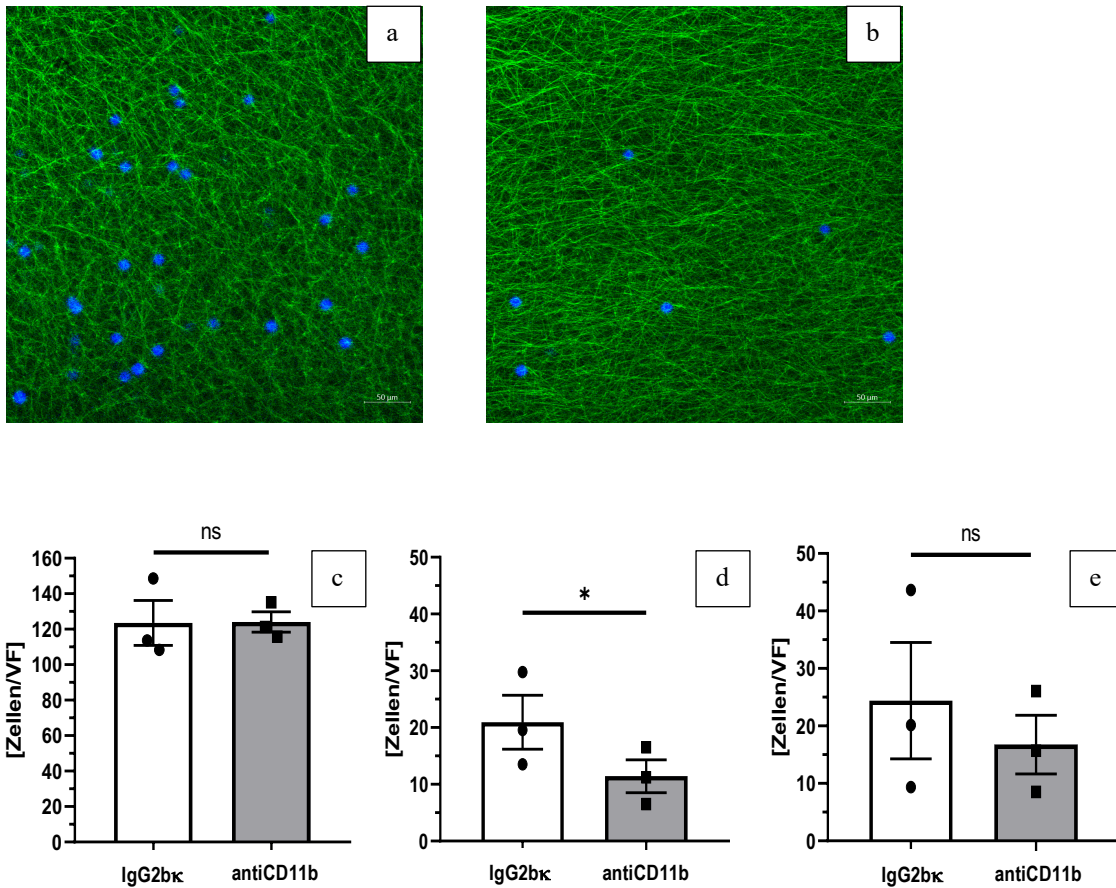 a
b
50 µm
50 µm
ns
c
[Zellen/VF]
160
140
120
100
80
60
40
20
0
IgG2bκ
antiCD11b
*
d
[Zellen/VF]
50
40
30
20
10
0
IgG2bκ
antiCD11b
ns
e
[Zellen/VF]
50
40
30
20
10
0
IgG2bκ
antiCD11b